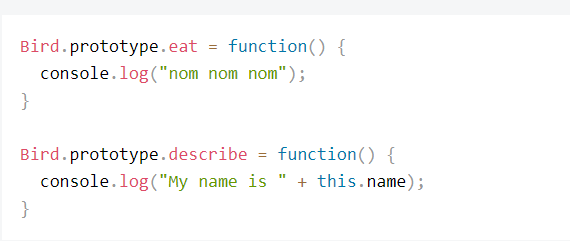 Bird.prototype.eat = function() {
  console.log("nom nom nom");
}

Bird.prototype.describe = function() {
  console.log("My name is " + this.name);
}